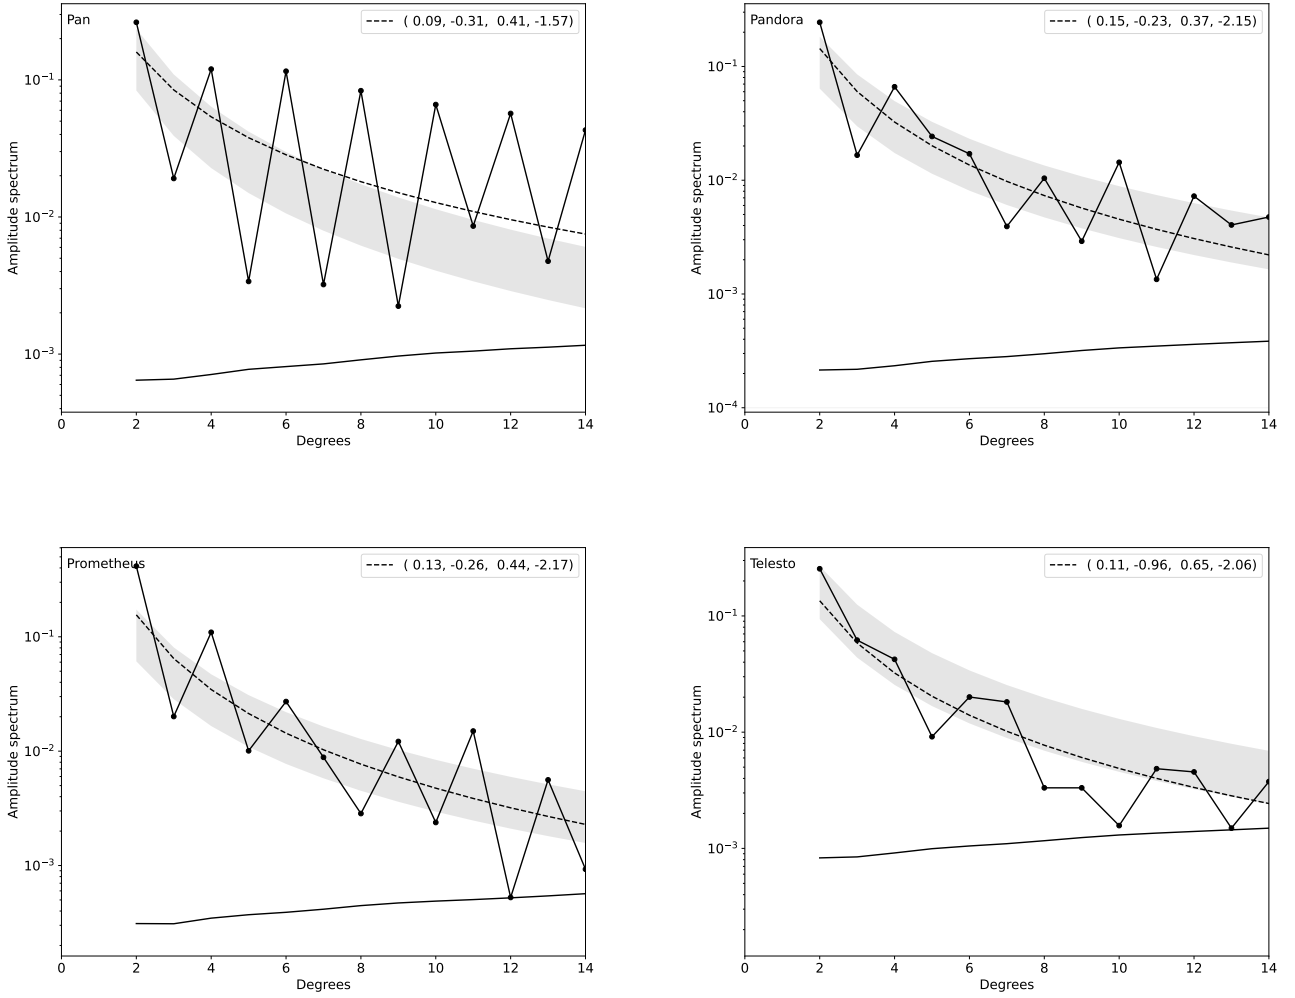 Pan
( 0.09, -0.31,  0.41, -1.57)
Amplitude spectrum
10⁻¹
10⁻²
10⁻³
0 2 4 6 8 10 12 14
Degrees
Pandora
( 0.15, -0.23,  0.37, -2.15)
Amplitude spectrum
10⁻¹
10⁻²
10⁻³
10⁻⁴
0 2 4 6 8 10 12 14
Degrees
Prometheus
( 0.13, -0.26,  0.44, -2.17)
Amplitude spectrum
10⁻¹
10⁻²
10⁻³
0 2 4 6 8 10 12 14
Degrees
Telesto
( 0.11, -0.96,  0.65, -2.06)
Amplitude spectrum
10⁻¹
10⁻²
10⁻³
0 2 4 6 8 10 12 14
Degrees